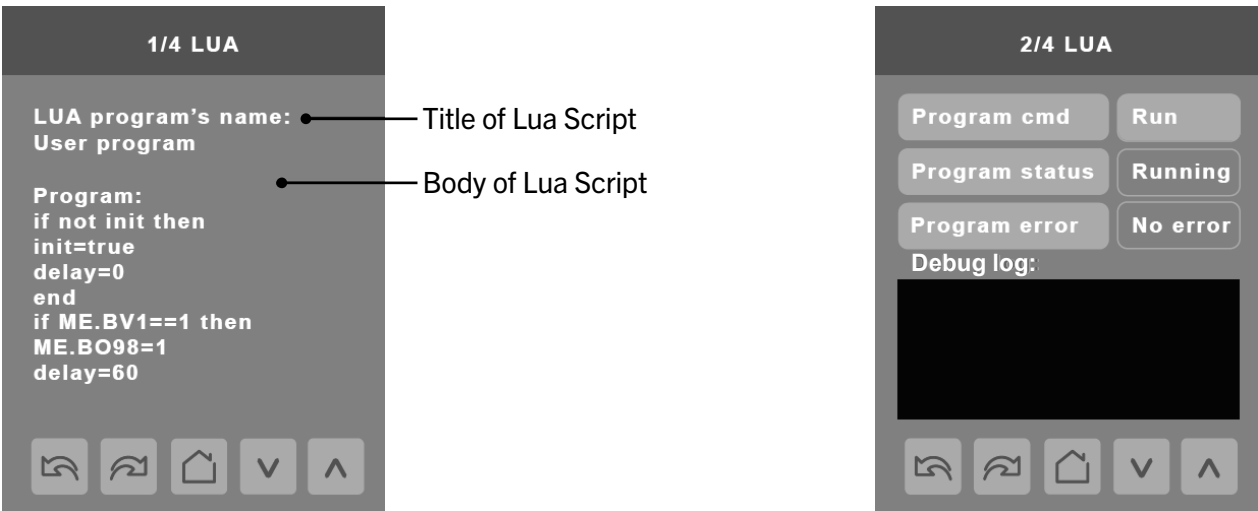 1/4 LUA
LUA program's name:
User program
Program:
if not init then
init=true
delay=0
end
if ME.BV1==1 then
ME.BO98=1
delay=60
Title of Lua Script
Body of Lua Script
2/4 LUA
Program cmd Run
Program status Running
Program error No error
Debug log: